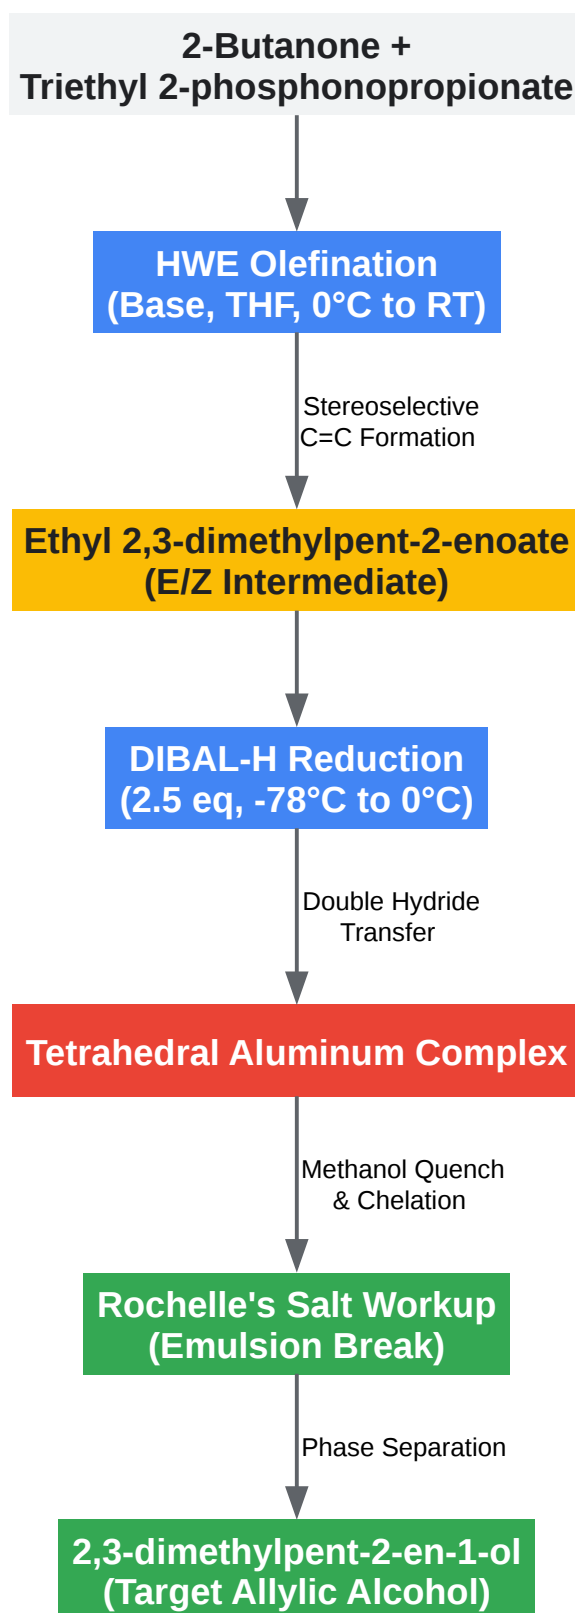 2-Butanone +
Triethyl 2-phosphonopropionate
HWE Olefination
(Base, THF, 0°C to RT)
Stereoselective
C=C Formation
Ethyl 2,3-dimethylpent-2-enoate
(E/Z Intermediate)
DIBAL-H Reduction
(2.5 eq, -78°C to 0°C)
Double Hydride
Transfer
Tetrahedral Aluminum Complex
Methanol Quench
& Chelation
Rochelle's Salt Workup
(Emulsion Break)
Phase Separation
2,3-dimethylpent-2-en-1-ol
(Target Allylic Alcohol)